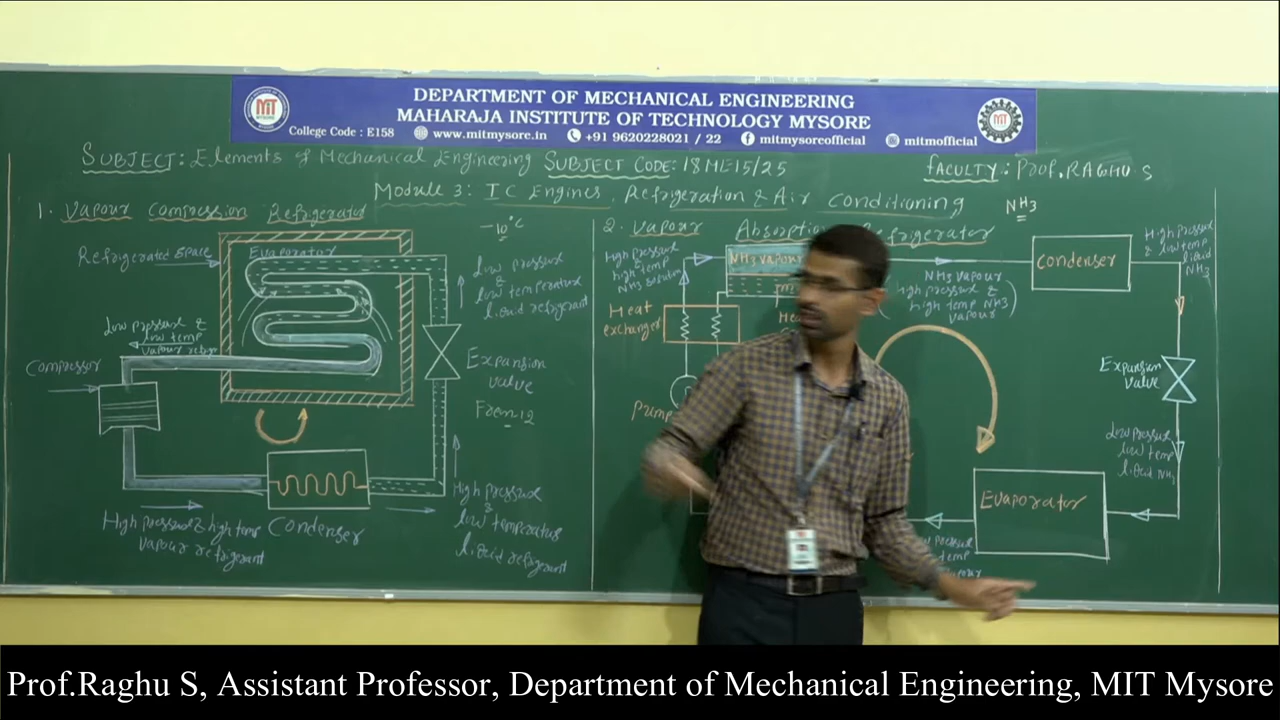 DEPARTMENT OF MECHANICAL ENGINEERING
MAHARAJA INSTITUTE OF TECHNOLOGY MYSORE
College Code : E158 www.mitmysore.in +91 9620228021 / 22 mitmysoreofficial mitmofficial
MIT
MYSORE
SUBJECT: Elements of Mechanical Engineering SUBJECT CODE: 18ME15/25 FACULTY: Prof. RAGHU S
Module 3: IC Engines, Refrigeration & Air Conditioning
1. Vapour Compression Refrigerator
-10°C
Refrigerated space
Evaporator
Low pressure
&
low temperature
liquid refrigerant
Low pressure &
low temp
Vapour refrige
Compressor
Expansion
valve
Freon 12
High pressure & high temp
vapour refrigerant
Condenser
High pressure
&
low temperature
liquid refrigerant
2. Vapour Absorption Refrigerator
NH3
High Pressure
high temp
NH3 solution
NH3 vapour
Heat
exchanger
Pump
NH3 vapour
(High pressure &
high temp NH3
vapour)
Condenser
High Pressure
& low temp
liquid
NH3
Expansion
valve
Low pressure
low temp
liquid NH3
Evaporator
pressure
temp
Prof.Raghu S, Assistant Professor, Department of Mechanical Engineering, MIT Mysore